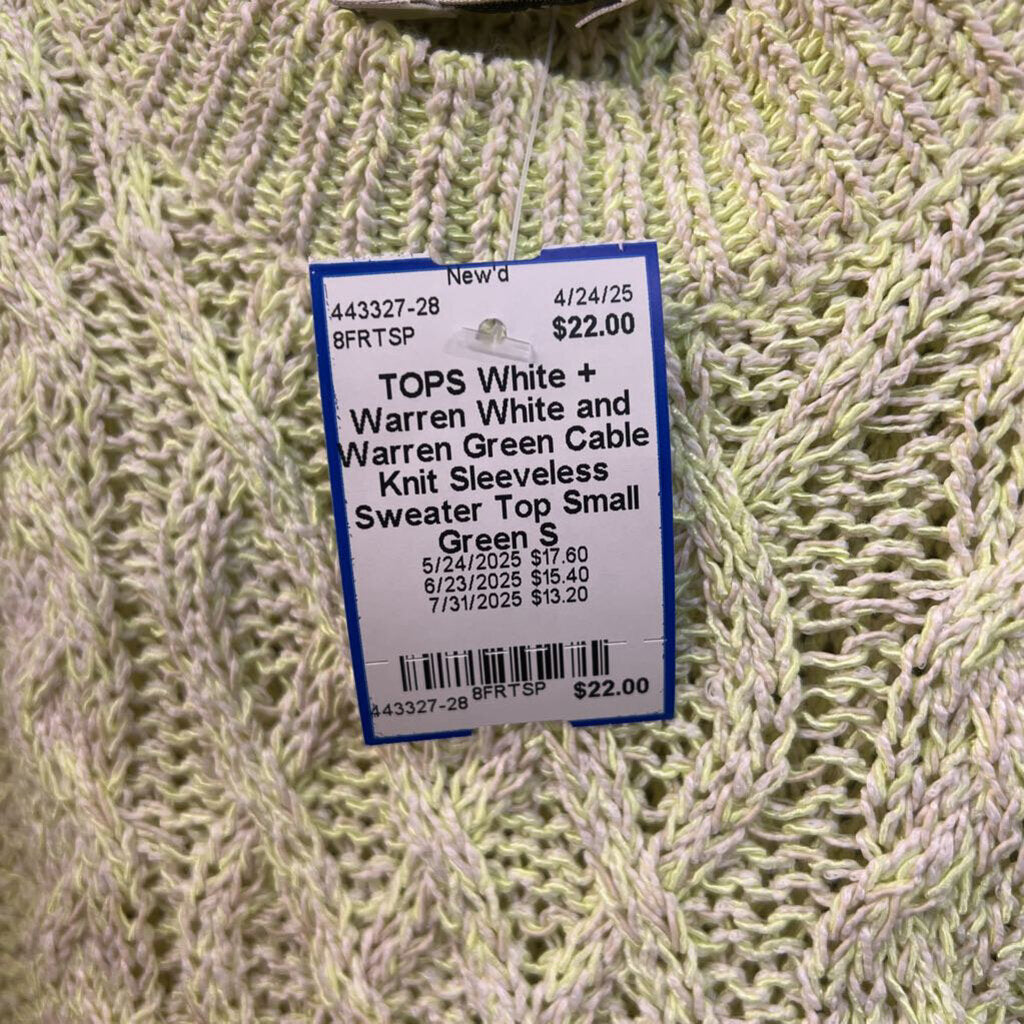 New'd
443327-28 4/24/25
8FRTSP $22.00
TOPS White +
Warren White and
Warren Green Cable
Knit Sleeveless
Sweater Top Small
Green S
5/24/2025 $17.60
6/23/2025 $15.40
7/31/2025 $13.20
443327-28 8FRTSP $22.00